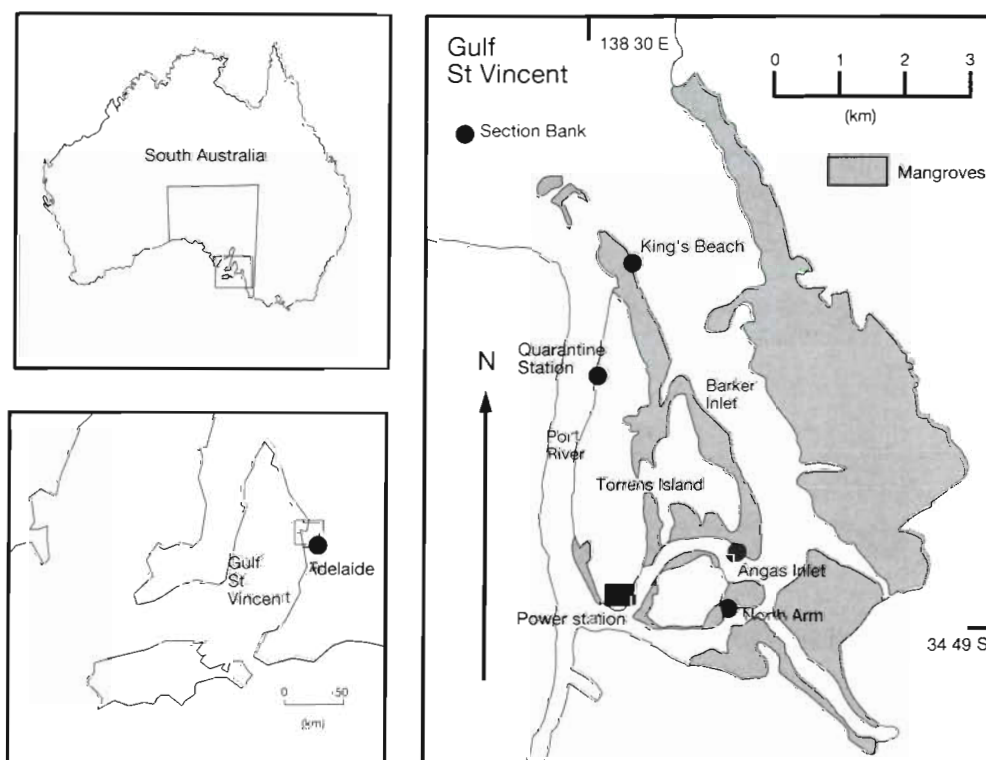 South Australia
Gulf
St
Vincent
Adelaide
0 50
(km)
Gulf
St Vincent
138 30 E
0 1 2 3
(km)
Section Bank
Mangroves
King's Beach
N
Quarantine
Station
Barker
Inlet
Port
River
Torrens Island
Angas Inlet
Power station
North Arm
34 49 S